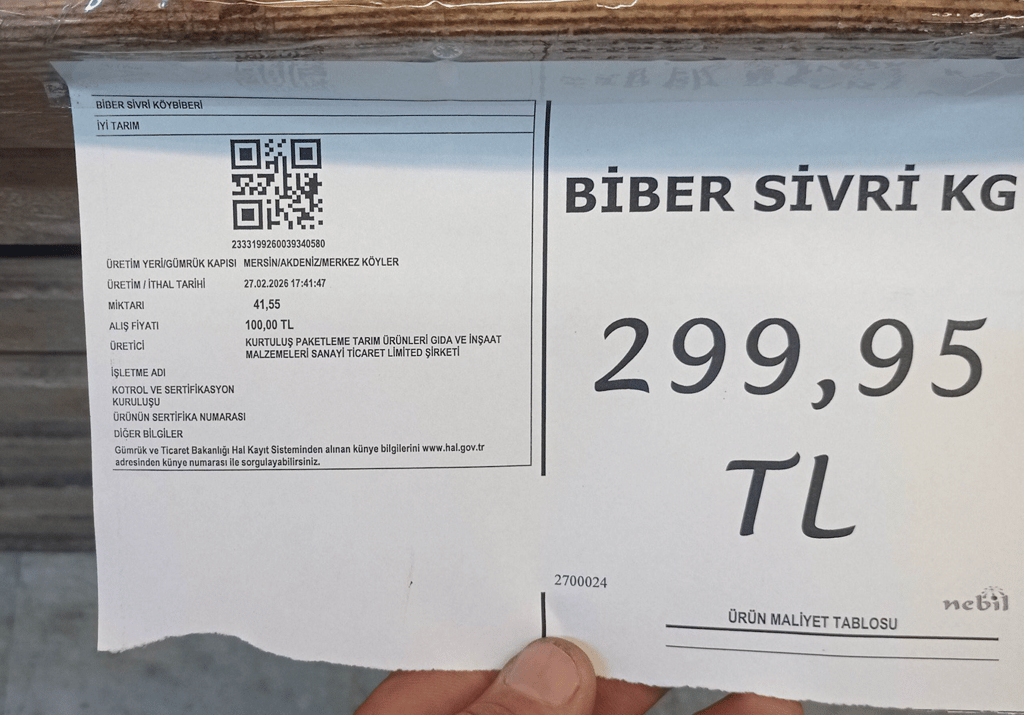 BİBER SİVRİ KÖYBİBERİ
İYİ TARIM
2333199260039340580
ÜRETİM YERİ/GÜMRÜK KAPISI MERSİN/AKDENİZ/MERKEZ KÖYLER
ÜRETİM / İTHAL TARİHİ 27.02.2026 17:41:47
MİKTARI 41,55
ALIŞ FİYATI 100,00 TL
ÜRETİCİ KURTULUŞ PAKETLEME TARIM ÜRÜNLERİ GIDA VE İNŞAAT
MALZEMELERİ SANAYİ TİCARET LİMİTED ŞİRKETİ
İŞLETME ADI
KOTROL VE SERTİFİKASYON
KURULUŞU
ÜRÜNÜN SERTİFİKA NUMARASI
DİĞER BİLGİLER
Gümrük ve Ticaret Bakanlığı Hal Kayıt Sisteminden alınan künye bilgilerini www.hal.gov.tr
adresinden künye numarası ile sorgulayabilirsiniz.
BİBER SİVRİ KG
299,95
TL
2700024
nebil
ÜRÜN MALİYET TABLOSU